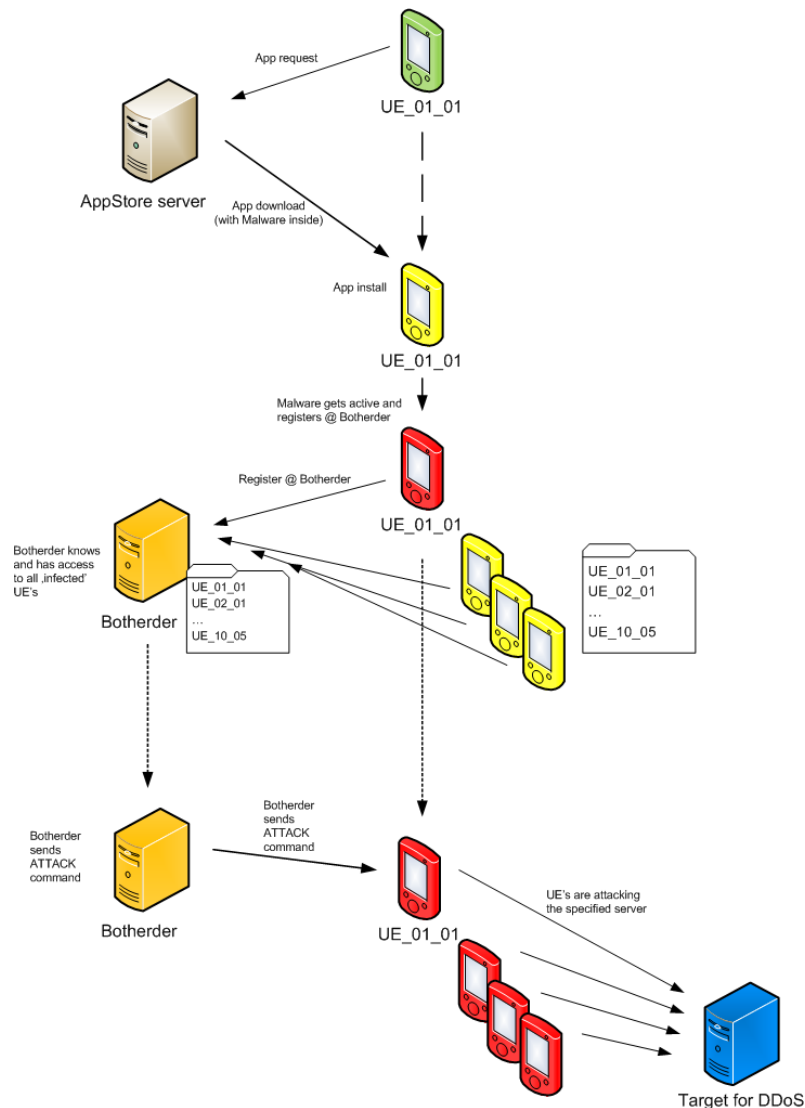 App request
UE_01_01
AppStore server
App download
(with Malware inside)
App install
UE_01_01
Malware gets active and
registers @ Botherder
Register @ Botherder
UE_01_01
Botherder knows
and has access
to all ‚infected’
UE's
Botherder
UE_01_01
UE_02_01
...
UE_10_05
UE_01_01
UE_02_01
...
UE_10_05
Botherder
sends
ATTACK
command
Botherder
Botherder
sends
ATTACK
command
UE_01_01
UE's are attacking
the specified server
Target for DDoS